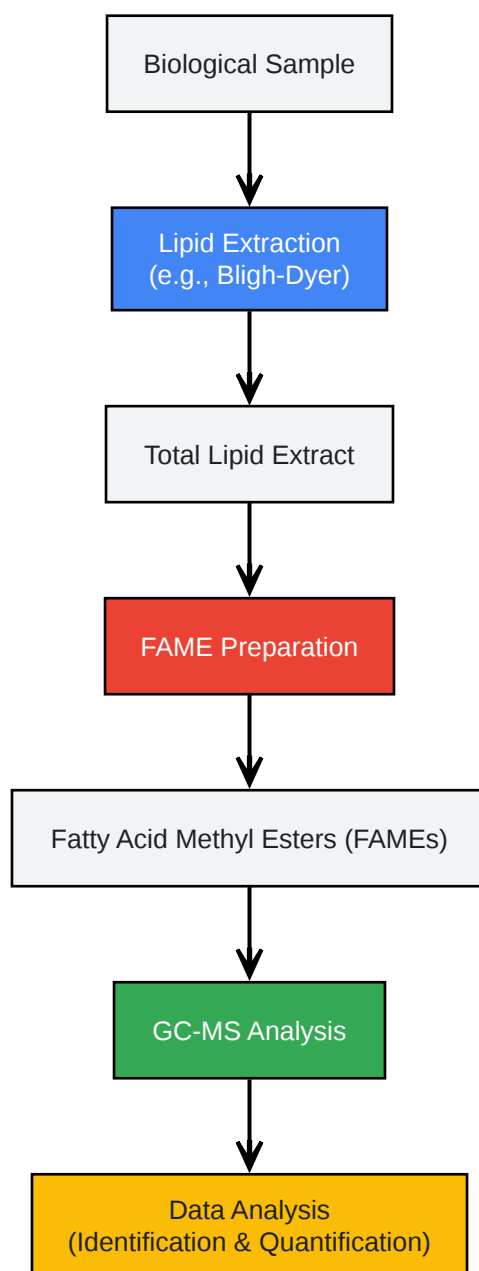 Biological Sample
Lipid Extraction
(e.g., Bligh-Dyer)
Total Lipid Extract
FAME Preparation
Fatty Acid Methyl Esters (FAMEs)
GC-MS Analysis
Data Analysis
(Identification & Quantification)